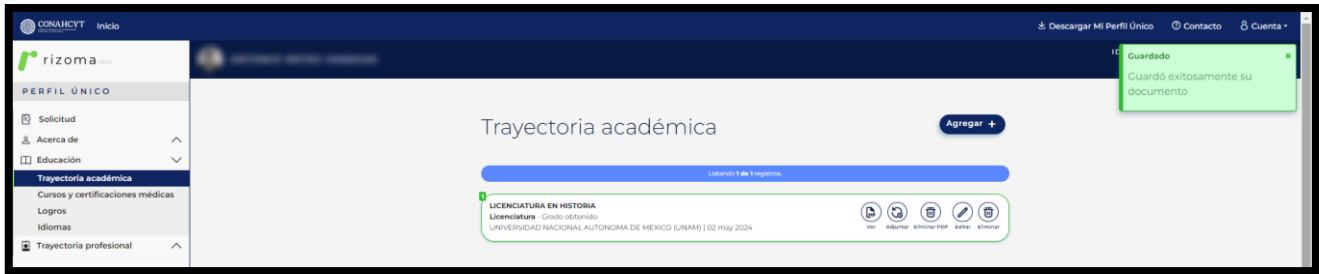 CONAHCYT Inicio
Descargar Mi Perfil Único Contacto Cuenta
rizoma
Guardado
Guardó exitosamente su
documento
PERFIL ÚNICO
Solicitud
Acerca de
Educación
Trayectoria académica
Cursos y certificaciones médicas
Logros
Idiomas
Trayectoria profesional
Trayectoria académica
Agregar +
Listando 1 de 1 registros.
1
LICENCIATURA EN HISTORIA
Licenciatura - Grado obtenido
UNIVERSIDAD NACIONAL AUTONOMA DE MEXICO (UNAM) | 02 may 2024
Ver Adjuntar Eliminar PDF Editar Eliminar